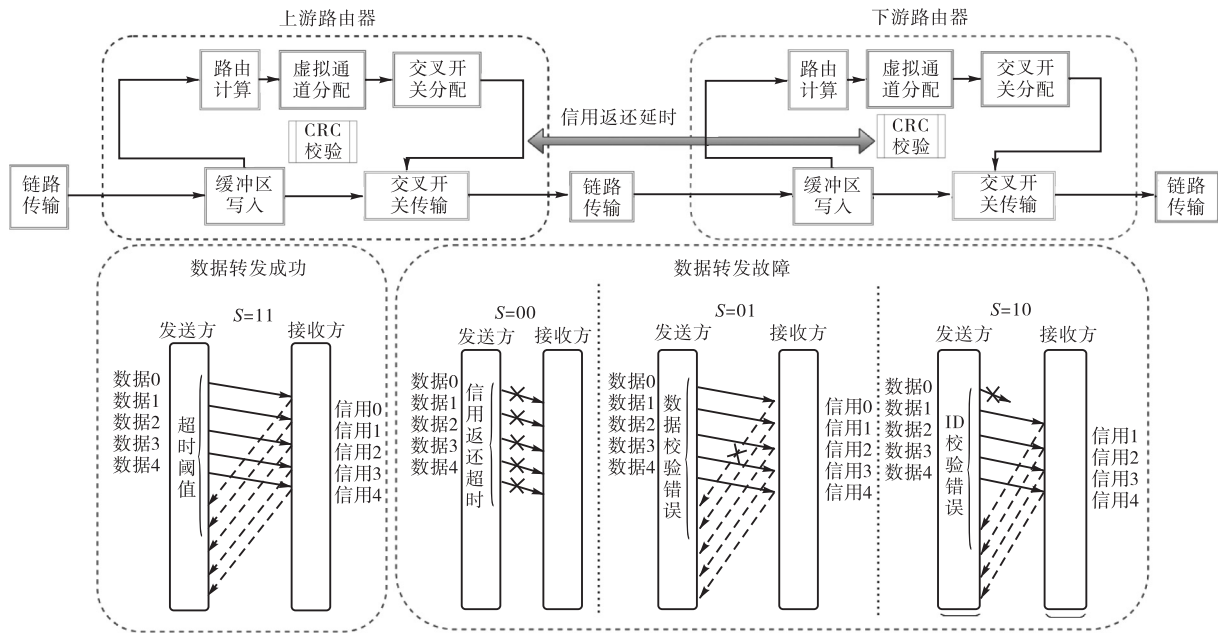 上游路由器
下游路由器
路由
计算
虚拟通
道分配
交叉开
关分配
CRC
校验
信用返还延时
路由
计算
虚拟通
道分配
交叉开
关分配
CRC
校验
链路
传输
缓冲区
写入
交叉开
关传输
链路
传输
缓冲区
写入
交叉开
关传输
链路
传输
数据转发成功
S=11
发送方
接收方
数据0
数据1
数据2
数据3
数据4
超时阈值
信用0
信用1
信用2
信用3
信用4
数据转发故障
S=00
发送方
接收方
数据0
数据1
数据2
数据3
数据4
信用返还超时
S=01
发送方
接收方
数据0
数据1
数据2
数据3
数据4
数据校验错误
信用0
信用1
信用2
信用3
信用4
S=10
发送方
接收方
数据0
数据1
数据2
数据3
数据4
ID校验错误
信用1
信用2
信用3
信用4